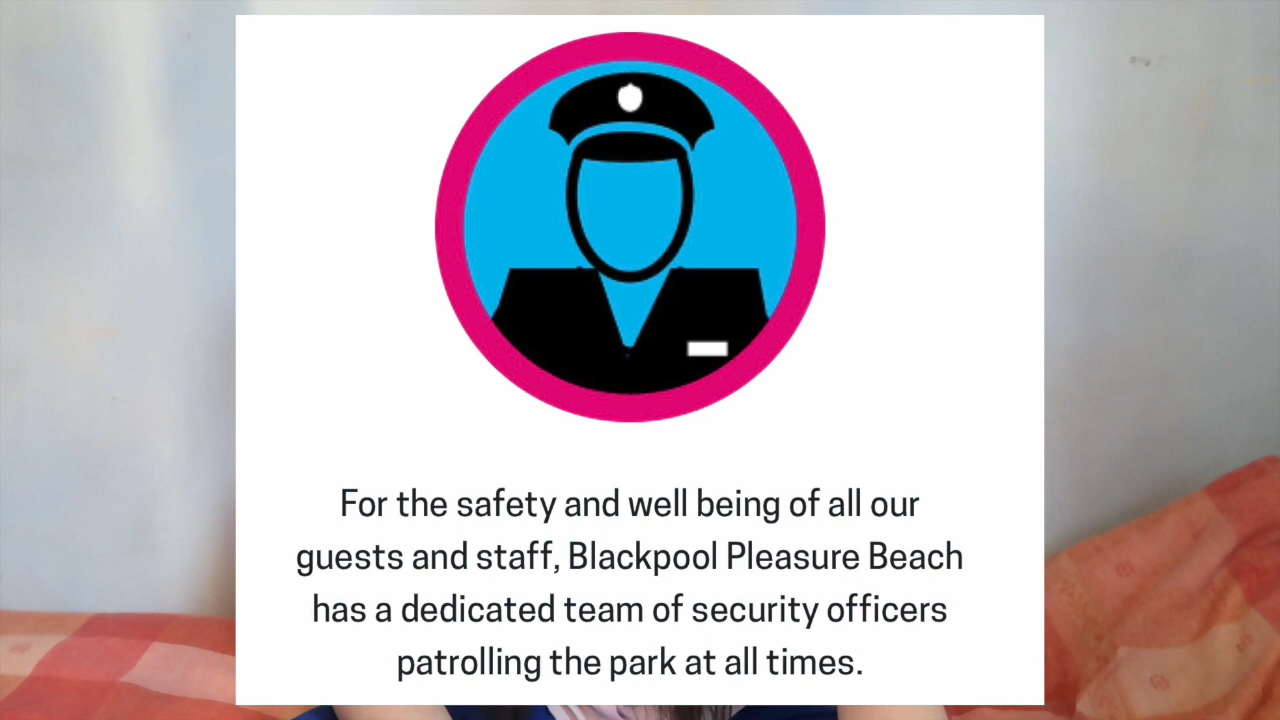 For the safety and well being of all our
guests and staff, Blackpool Pleasure Beach
has a dedicated team of security officers
patrolling the park at all times.